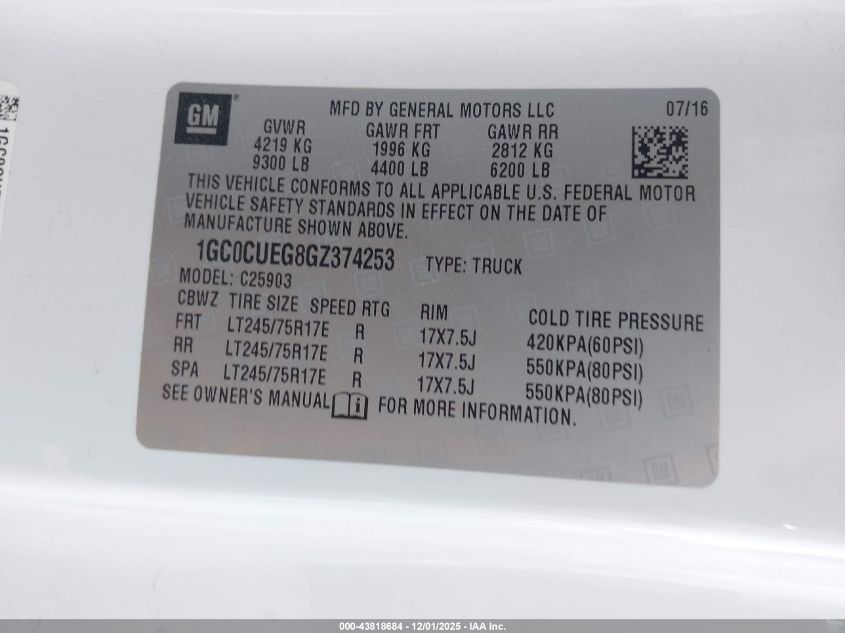 GM
MFD BY GENERAL MOTORS LLC 07/16
GVWR GAWR FRT GAWR RR
4219 KG 1996 KG 2812 KG
9300 LB 4400 LB 6200 LB
THIS VEHICLE CONFORMS TO ALL APPLICABLE U.S. FEDERAL MOTOR
VEHICLE SAFETY STANDARDS IN EFFECT ON THE DATE OF
MANUFACTURE SHOWN ABOVE.
1GC0CUEG8GZ374253 TYPE: TRUCK
MODEL: C25903
CBWZ TIRE SIZE SPEED RTG RIM COLD TIRE PRESSURE
FRT LT245/75R17E R 17X7.5J 420KPA(60PSI)
RR LT245/75R17E R 17X7.5J 550KPA(80PSI)
SPA LT245/75R17E R 17X7.5J 550KPA(80PSI)
SEE OWNER'S MANUAL FOR MORE INFORMATION.
000-43818684 - 12/01/2025 - IAA Inc.